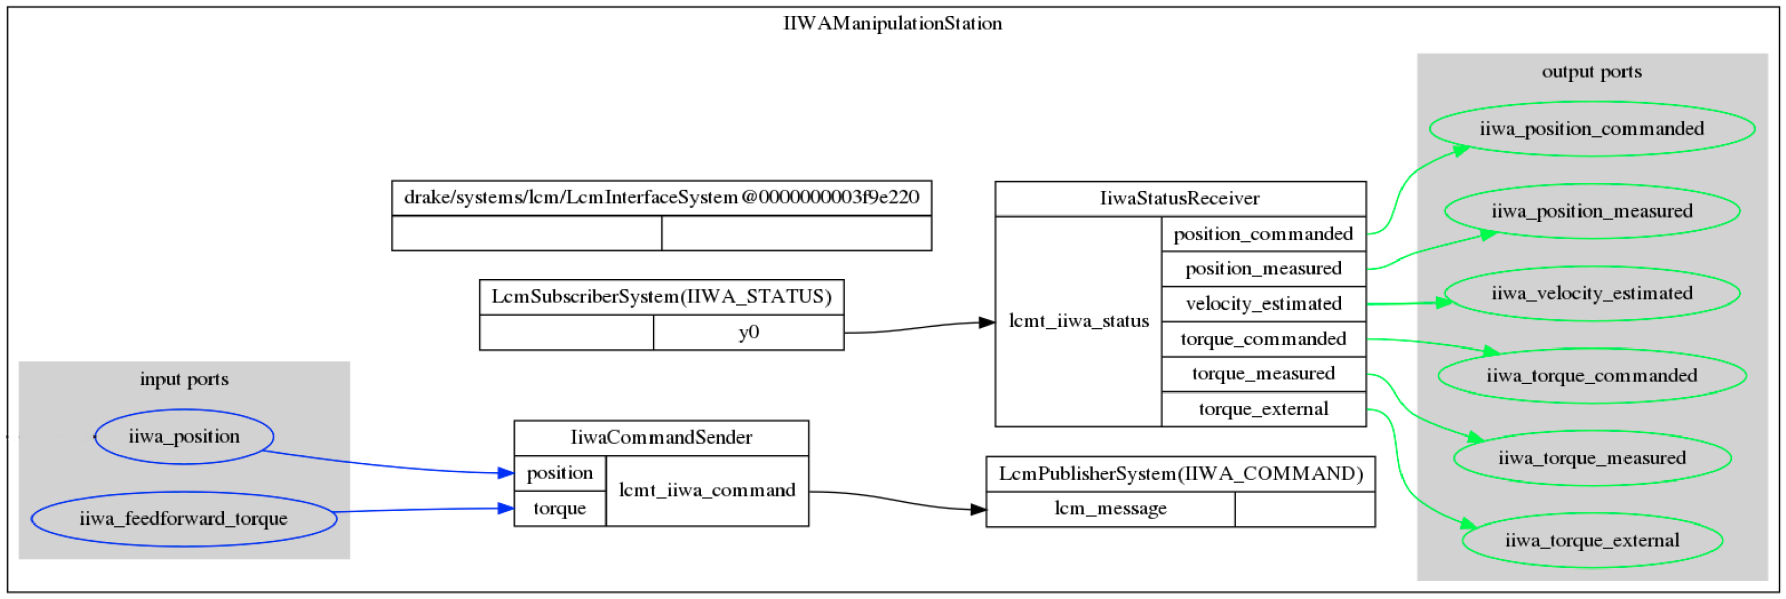 IIWAManipulationStation
output ports
iiwa_position_commanded
iiwa_position_measured
iiwa_velocity_estimated
iiwa_torque_commanded
iiwa_torque_measured
iiwa_torque_external
drake/systems/lcm/LcmInterfaceSystem@0000000003f9e220
IiwaStatusReceiver
lcmt_iiwa_status
position_commanded
position_measured
velocity_estimated
torque_commanded
torque_measured
torque_external
LcmSubscriberSystem(IIWA_STATUS)
y0
input ports
iiwa_position
iiwa_feedforward_torque
IiwaCommandSender
position
torque
lcmt_iiwa_command
LcmPublisherSystem(IIWA_COMMAND)
lcm_message